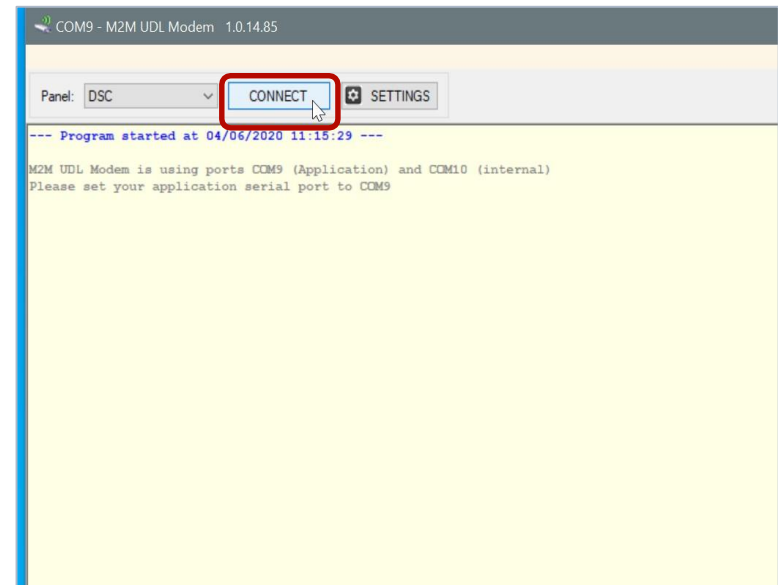 COM9 - M2M UDL Modem 1.0.14.85
Panel: DSC CONNECT SETTINGS
--- Program started at 04/06/2020 11:15:29 ---
M2M UDL Modem is using ports COM9 (Application) and COM10 (internal)
Please set your application serial port to COM9